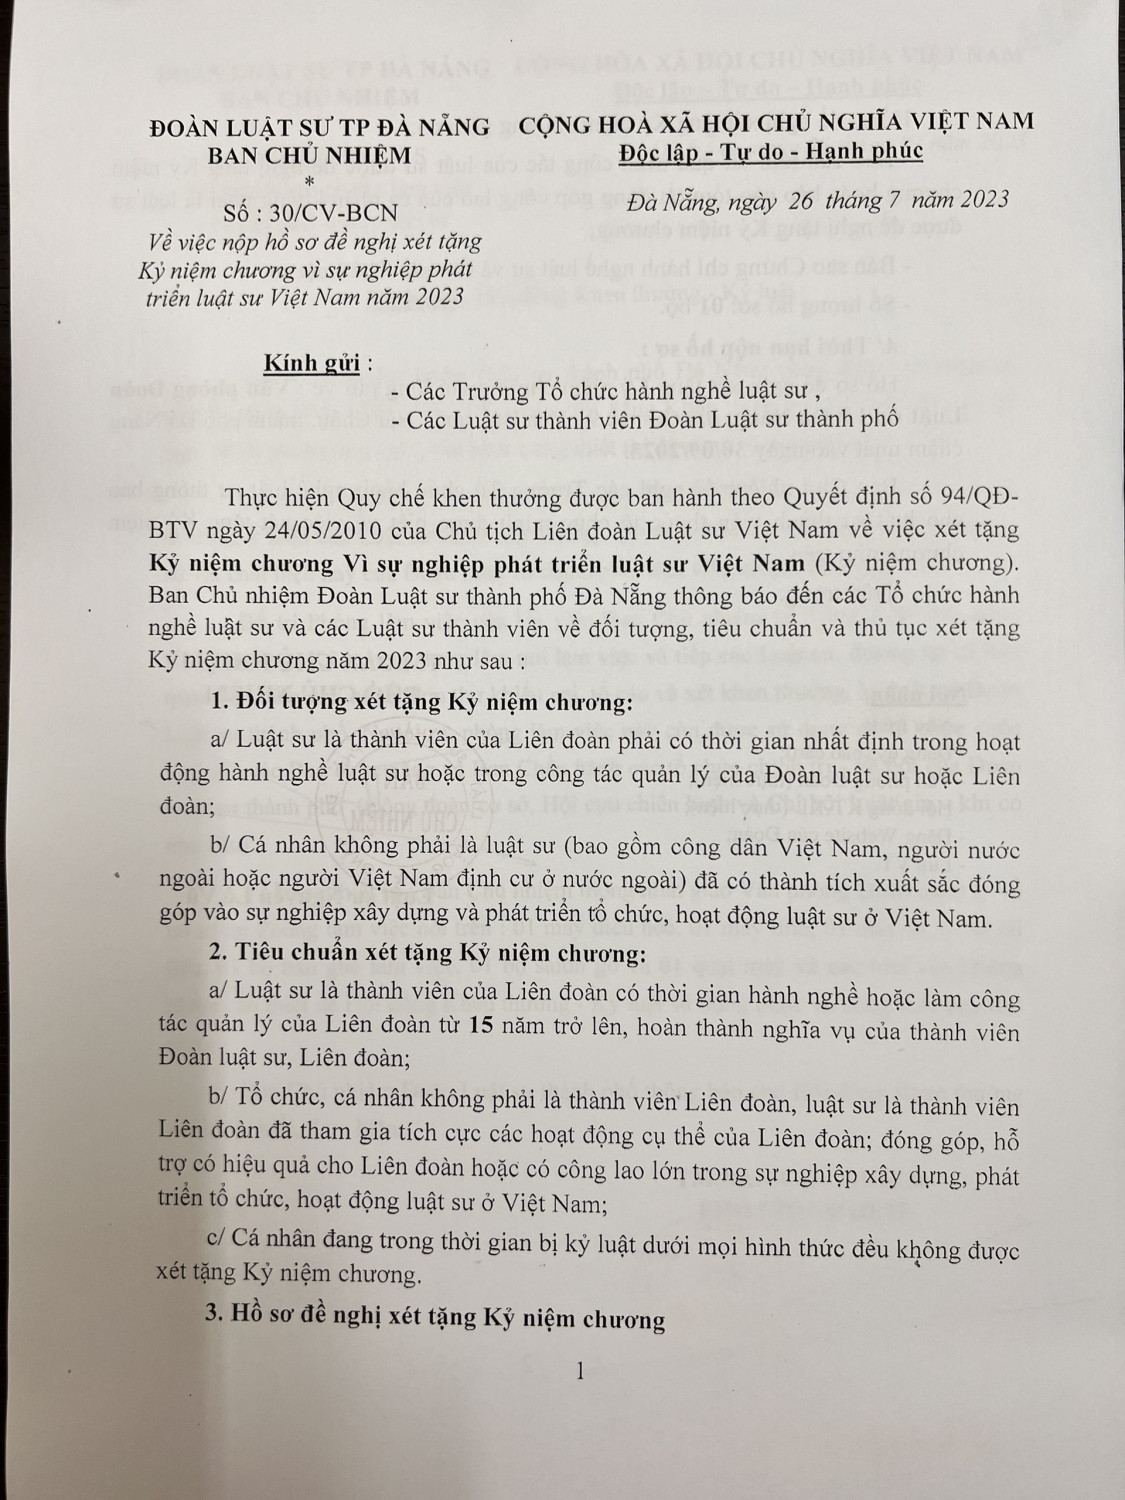 ĐOÀN LUẬT SƯ TP ĐÀ NẴNG
BAN CHỦ NHIỆM
*
Số : 30/CV-BCN
Về việc nộp hồ sơ đề nghị xét tặng
Kỷ niệm chương vì sự nghiệp phát
triển luật sư Việt Nam năm 2023
CỘNG HOÀ XÃ HỘI CHỦ NGHĨA VIỆT NAM
Độc lập - Tự do - Hạnh phúc
Đà Nẵng, ngày 26 tháng 7 năm 2023
Kính gửi :
- Các Trưởng Tổ chức hành nghề luật sư ,
- Các Luật sư thành viên Đoàn Luật sư thành phố
Thực hiện Quy chế khen thưởng được ban hành theo Quyết định số 94/QĐ-
BTV ngày 24/05/2010 của Chủ tịch Liên đoàn Luật sư Việt Nam về việc xét tặng
Kỷ niệm chương Vì sự nghiệp phát triển luật sư Việt Nam (Kỷ niệm chương).
Ban Chủ nhiệm Đoàn Luật sư thành phố Đà Nẵng thông báo đến các Tổ chức hành
nghề luật sư và các Luật sư thành viên về đối tượng, tiêu chuẩn và thủ tục xét tặng
Kỷ niệm chương năm 2023 như sau :
1. Đối tượng xét tặng Kỷ niệm chương:
a/ Luật sư là thành viên của Liên đoàn phải có thời gian nhất định trong hoạt
động hành nghề luật sư hoặc trong công tác quản lý của Đoàn luật sư hoặc Liên
đoàn;
b/ Cá nhân không phải là luật sư (bao gồm công dân Việt Nam, người nước
ngoài hoặc người Việt Nam định cư ở nước ngoài) đã có thành tích xuất sắc đóng
góp vào sự nghiệp xây dựng và phát triển tổ chức, hoạt động luật sư ở Việt Nam.
2. Tiêu chuẩn xét tặng Kỷ niệm chương:
a/ Luật sư là thành viên của Liên đoàn có thời gian hành nghề hoặc làm công
tác quản lý của Liên đoàn từ 15 năm trở lên, hoàn thành nghĩa vụ của thành viên
Đoàn luật sư, Liên đoàn;
b/ Tổ chức, cá nhân không phải là thành viên Liên đoàn, luật sư là thành viên
Liên đoàn đã tham gia tích cực các hoạt động cụ thể của Liên đoàn; đóng góp, hỗ
trợ có hiệu quả cho Liên đoàn hoặc có công lao lớn trong sự nghiệp xây dựng, phát
triển tổ chức, hoạt động luật sư ở Việt Nam;
c/ Cá nhân đang trong thời gian bị kỷ luật dưới mọi hình thức đều không được
xét tặng Kỷ niệm chương.
3. Hồ sơ đề nghị xét tặng Kỷ niệm chương
1